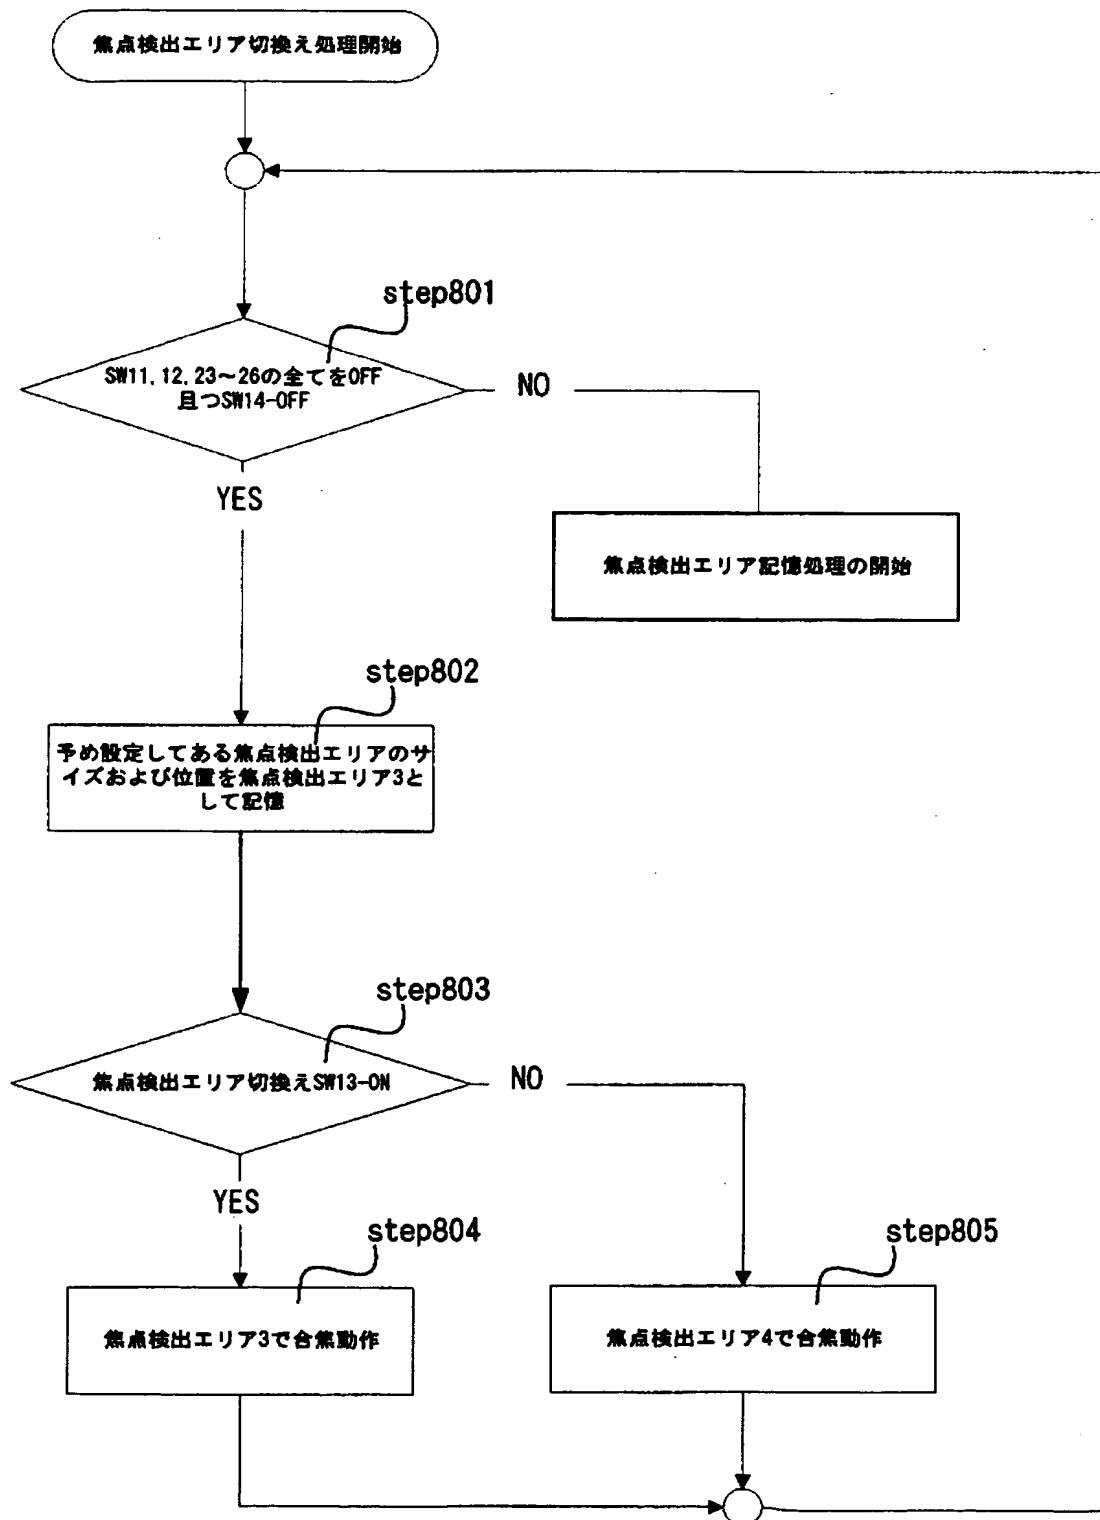 焦点検出エリア切換え処理開始
step801
SW11,12,23～26の全てをOFF
且つSW14-OFF
NO
YES
焦点検出エリア記憶処理の開始
step802
予め設定してある焦点検出エリアのサ
イズおよび位置を焦点検出エリア3と
して記憶
step803
焦点検出エリア切換えSW13-ON
NO
YES
step804
step805
焦点検出エリア3で合焦動作
焦点検出エリア4で合焦動作